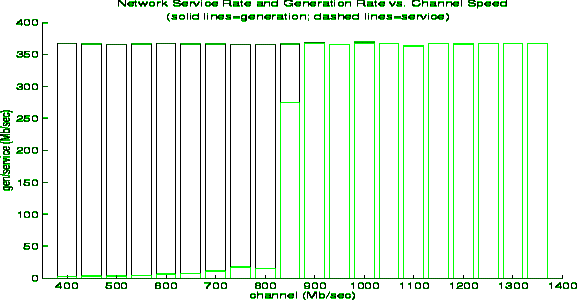 Network Service Rate and Generation Rate vs. Channel Speed
(solid lines=generation; dashed lines=service)
400
350
300
250
200
150
100
50
0
gen/service (Mb/sec)
400 500 600 700 800 900 1000 1100 1200 1300 1400
channel (Mb/sec)